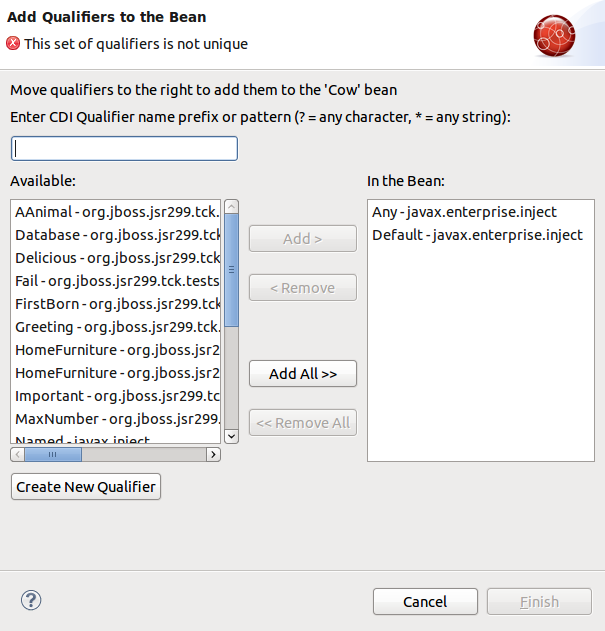 Add Qualifiers to the Bean
This set of qualifiers is not unique
Move qualifiers to the right to add them to the 'Cow' bean
Enter CDI Qualifier name prefix or pattern (? = any character, * = any string):
Available:
AAnimal - org.jboss.jsr299.tck.
Database - org.jboss.jsr299.tck
Delicious - org.jboss.jsr299.tck
Fail - org.jboss.jsr299.tck.tests
FirstBorn - org.jboss.jsr299.tck
Greeting - org.jboss.jsr299.tck.
HomeFurniture - org.jboss.jsr2
HomeFurniture - org.jboss.jsr2
Important - org.jboss.jsr299.tc
MaxNumber - org.jboss.jsr299.
Named - javax.inject
Add >
< Remove
Add All >>
<< Remove All
In the Bean:
Any - javax.enterprise.inject
Default - javax.enterprise.inject
Create New Qualifier
?
Cancel
Finish